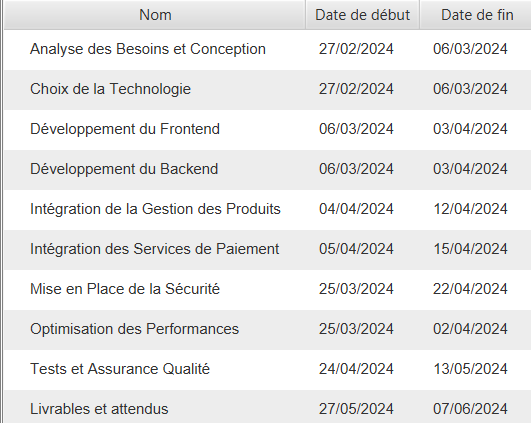 Nom Date de début Date de fin
Analyse des Besoins et Conception 27/02/2024 06/03/2024
Choix de la Technologie 27/02/2024 06/03/2024
Développement du Frontend 06/03/2024 03/04/2024
Développement du Backend 06/03/2024 03/04/2024
Intégration de la Gestion des Produits 04/04/2024 12/04/2024
Intégration des Services de Paiement 05/04/2024 15/04/2024
Mise en Place de la Sécurité 25/03/2024 22/04/2024
Optimisation des Performances 25/03/2024 02/04/2024
Tests et Assurance Qualité 24/04/2024 13/05/2024
Livrables et attendus 27/05/2024 07/06/2024